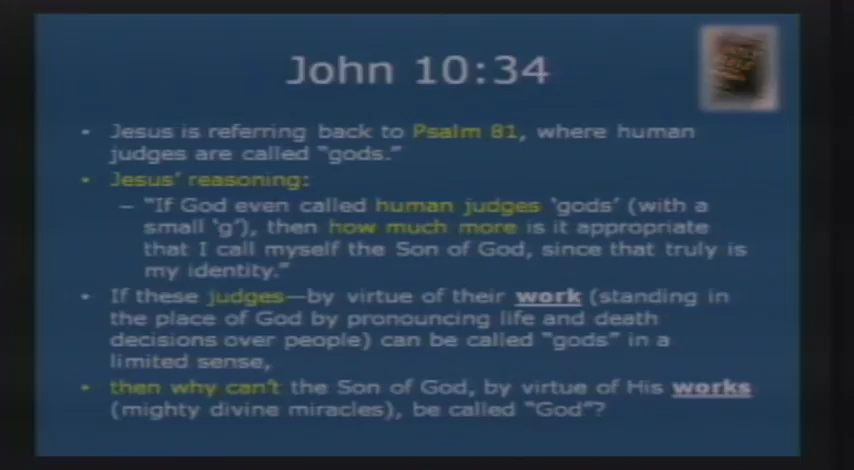 John 10:34
HOLY
BIBLE
• Jesus is referring back to Psalm 81, where human
judges are called "gods."
• Jesus' reasoning:
– "If God even called human judges 'gods' (with a
small 'g'), then how much more is it appropriate
that I call myself the Son of God, since that truly is
my identity."
• If these judges—by virtue of their work (standing in
the place of God by pronouncing life and death
decisions over people) can be called "gods" in a
limited sense,
• then why can't the Son of God, by virtue of His works
(mighty divine miracles), be called "God"?